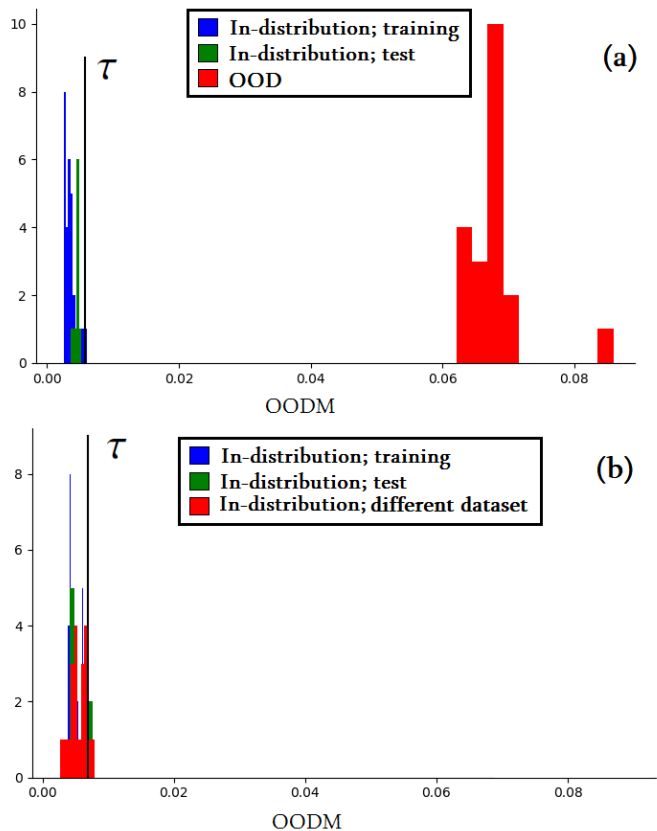 In-distribution; training
In-distribution; test
OOD
(a)
τ
10
8
6
4
2
0
0.00 0.02 0.04 0.06 0.08
OODM
In-distribution; training
In-distribution; test
In-distribution; different dataset
(b)
τ
8
6
4
2
0
0.00 0.02 0.04 0.06 0.08
OODM